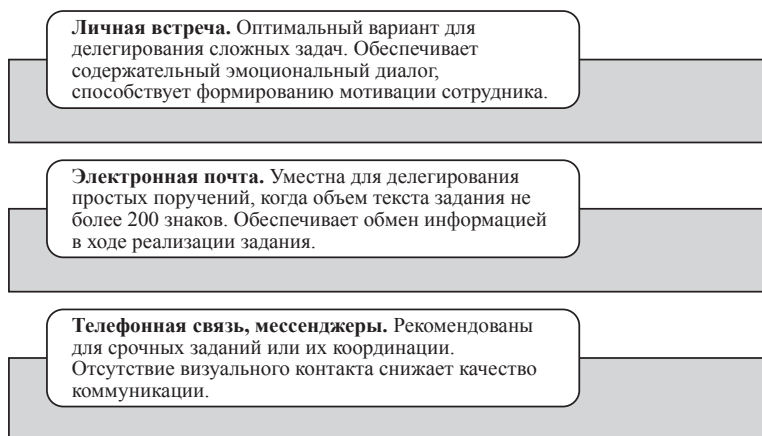 Личная встреча. Оптимальный вариант для
делегирования сложных задач. Обеспечивает
содержательный эмоциональный диалог,
способствует формированию мотивации сотрудника.
Электронная почта. Уместна для делегирования
простых поручений, когда объем текста задания не
более 200 знаков. Обеспечивает обмен информацией
в ходе реализации задания.
Телефонная связь, мессенджеры. Рекомендованы
для срочных заданий или их координации.
Отсутствие визуального контакта снижает качество
коммуникации.